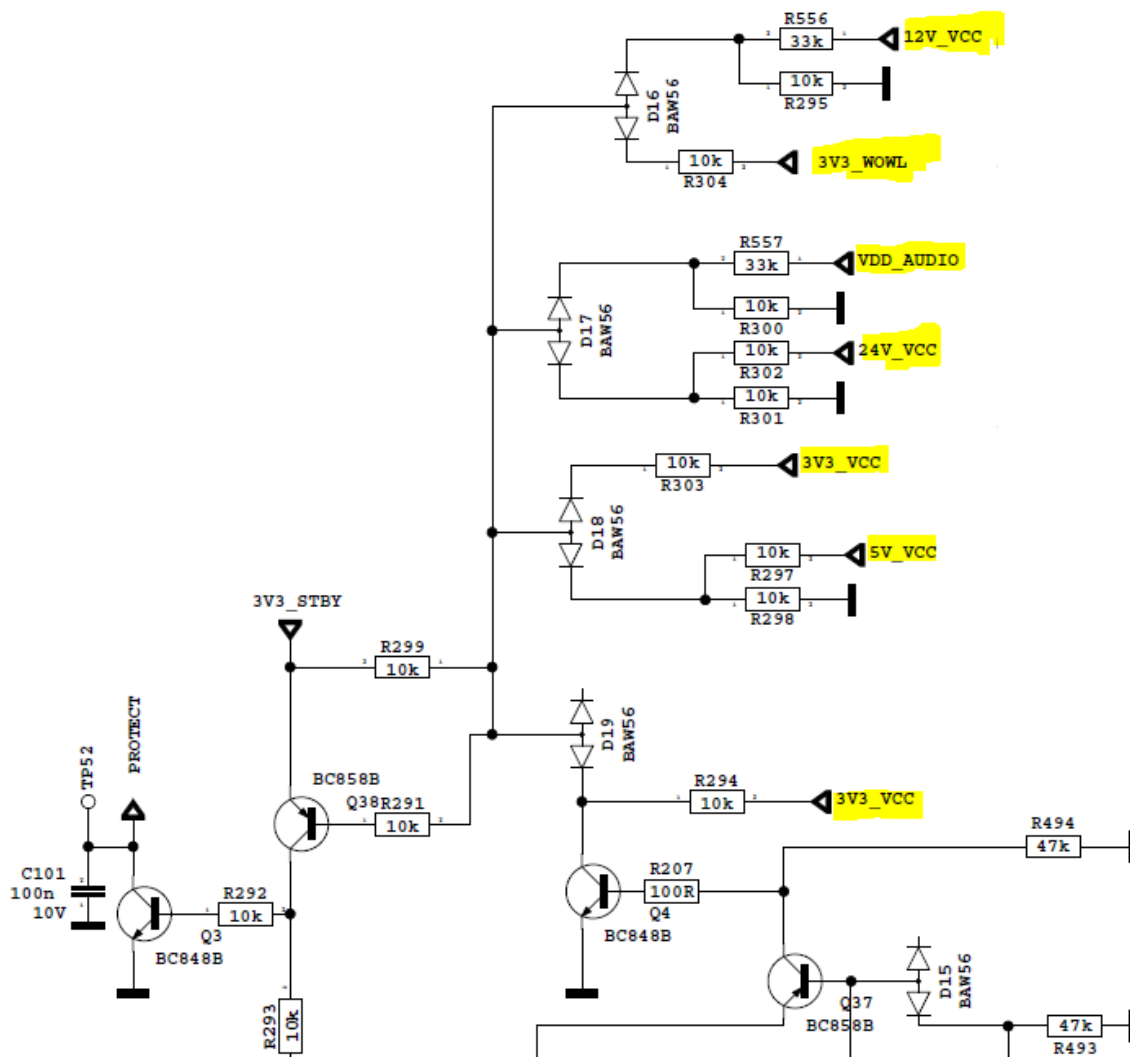 R556
33k
12V_VCC
10k
R295
D16
BAW56
10k
3V3_WOWL
R304
R557
33k
VDD_AUDIO
10k
R300
D17
BAW56
10k
24V_VCC
R302
10k
R301
10k
3V3_VCC
R303
D18
BAW56
10k
5V_VCC
R297
10k
R298
3V3_STBY
R299
10k
D19
BAW56
TP52
PROTECT
BC858B
Q38
R291
10k
R294
10k
3V3_VCC
R494
47k
C101
100n
10V
R292
10k
Q3
BC848B
R207
100R
Q4
BC848B
R293
10k
Q37
BC858B
D15
BAW56
47k
R493